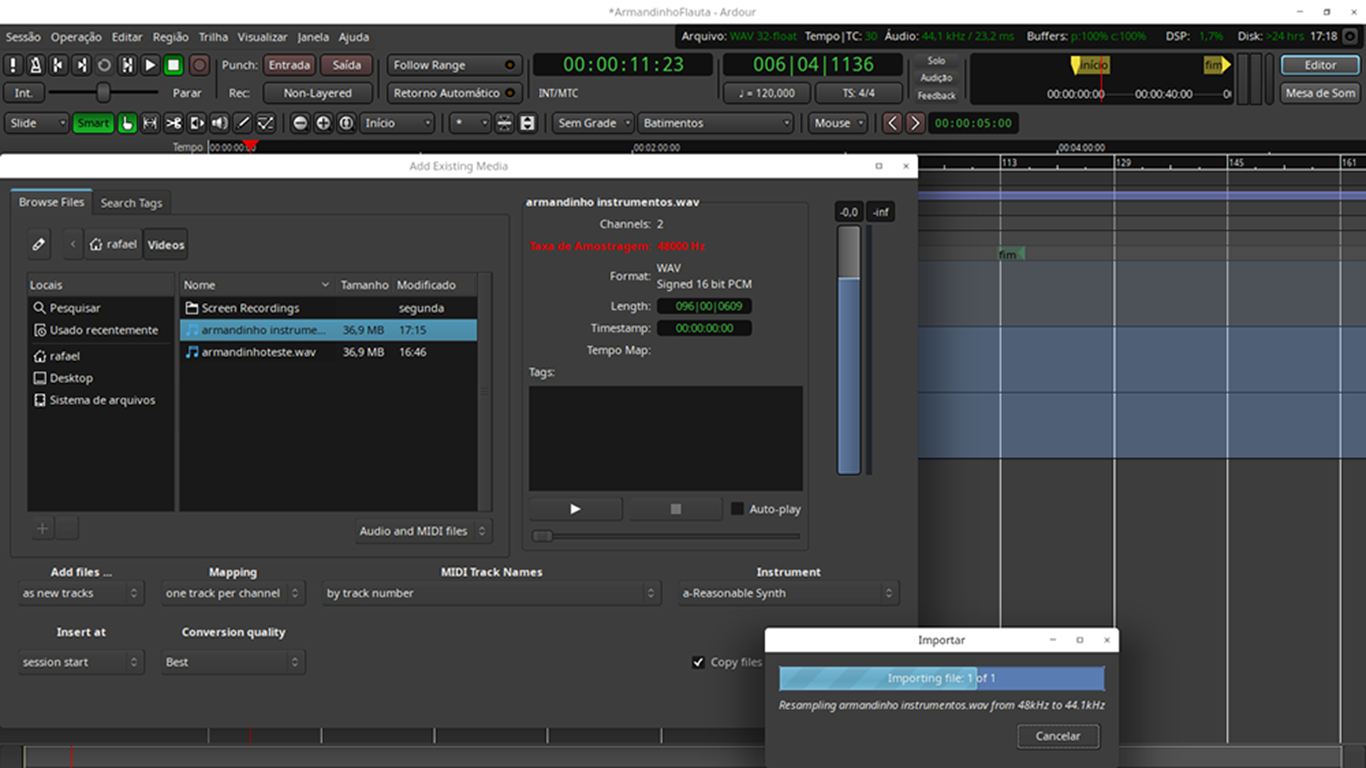 *ArmandinhoFlauta - Ardour
Sessão Operação Editar Região Trilha Visualizar Janela Ajuda
Arquivo: WAV 32-float Tempo|TC: 30 Áudio: 44,1 kHz / 23,2 ms Buffers: p:100% c:100% DSP: 1,7% Disk: >24 hrs 17:18
Punch: Entrada Saída Follow Range 00:00:11:23 006|04|1136 Solo Audição Feedback início fim Editor
Int. Parar Rec: Non-Layered Retorno Automático INT/MTC ♩ = 120,000 TS: 4/4 00:00:00:00 00:00:40:00 Mesa de Som
Slide Smart Início * Sem Grade Batimentos Mouse 00:00:05:00
Tempo 00:00:00:00 00:02:00:00 00:04:00:00
113 129 145 161
fim
Add Existing Media
Browse Files Search Tags
rafael Videos
Locais
Pesquisar
Usado recentemente
rafael
Desktop
Sistema de arquivos
Nome Tamanho Modificado
Screen Recordings segunda
armandinho instrume... 36,9 MB 17:15
armandinhoteste.wav 36,9 MB 16:46
Audio and MIDI files
armandinho instrumentos.wav
Channels: 2
Taxa de Amostragem: 48000 Hz
Format: WAV
Signed 16 bit PCM
Length: 096|00|0609
Timestamp: 00:00:00:00
Tempo Map:
Tags:
Auto-play
-0,0 -inf
Add files ... Mapping MIDI Track Names Instrument
as new tracks one track per channel by track number a-Reasonable Synth
Insert at Conversion quality
session start Best Copy files
Importar
Importing file: 1 of 1
Resampling armandinho instrumentos.wav from 48kHz to 44.1kHz
Cancelar